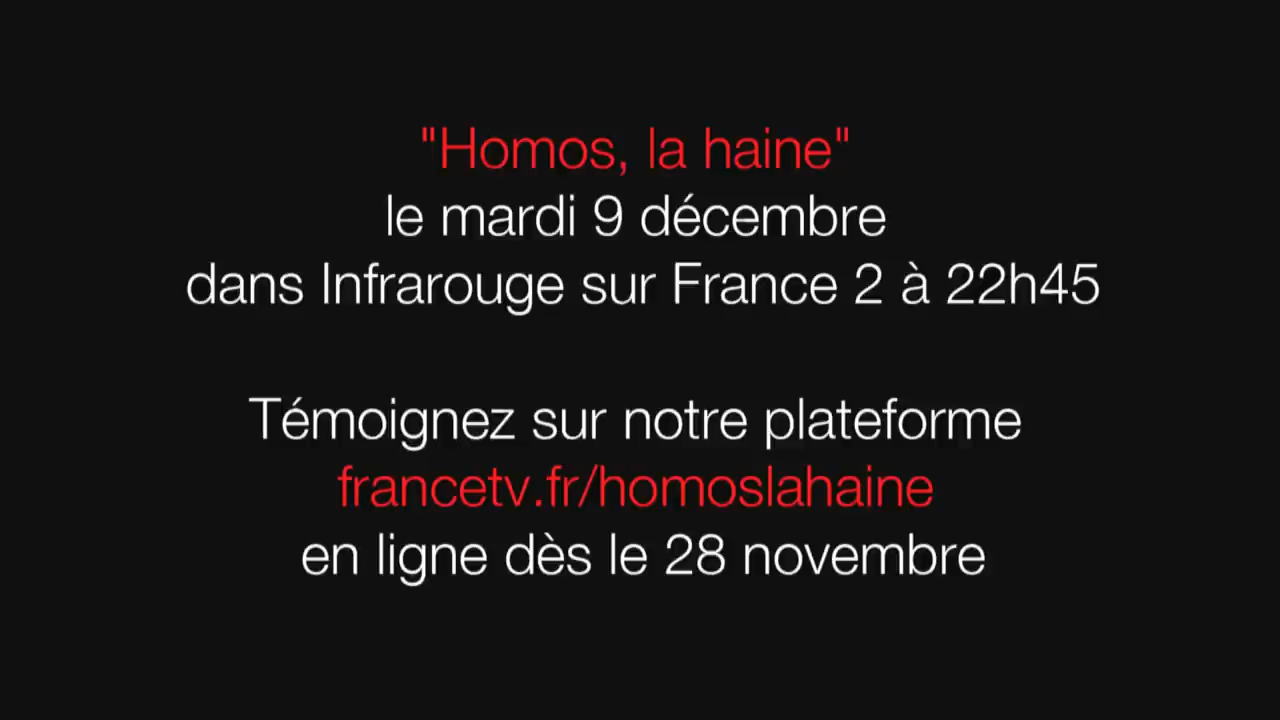 "Homos, la haine"
le mardi 9 décembre
dans Infrarouge sur France 2 à 22h45
Témoignez sur notre plateforme
francetv.fr/homoslahaine
en ligne dès le 28 novembre